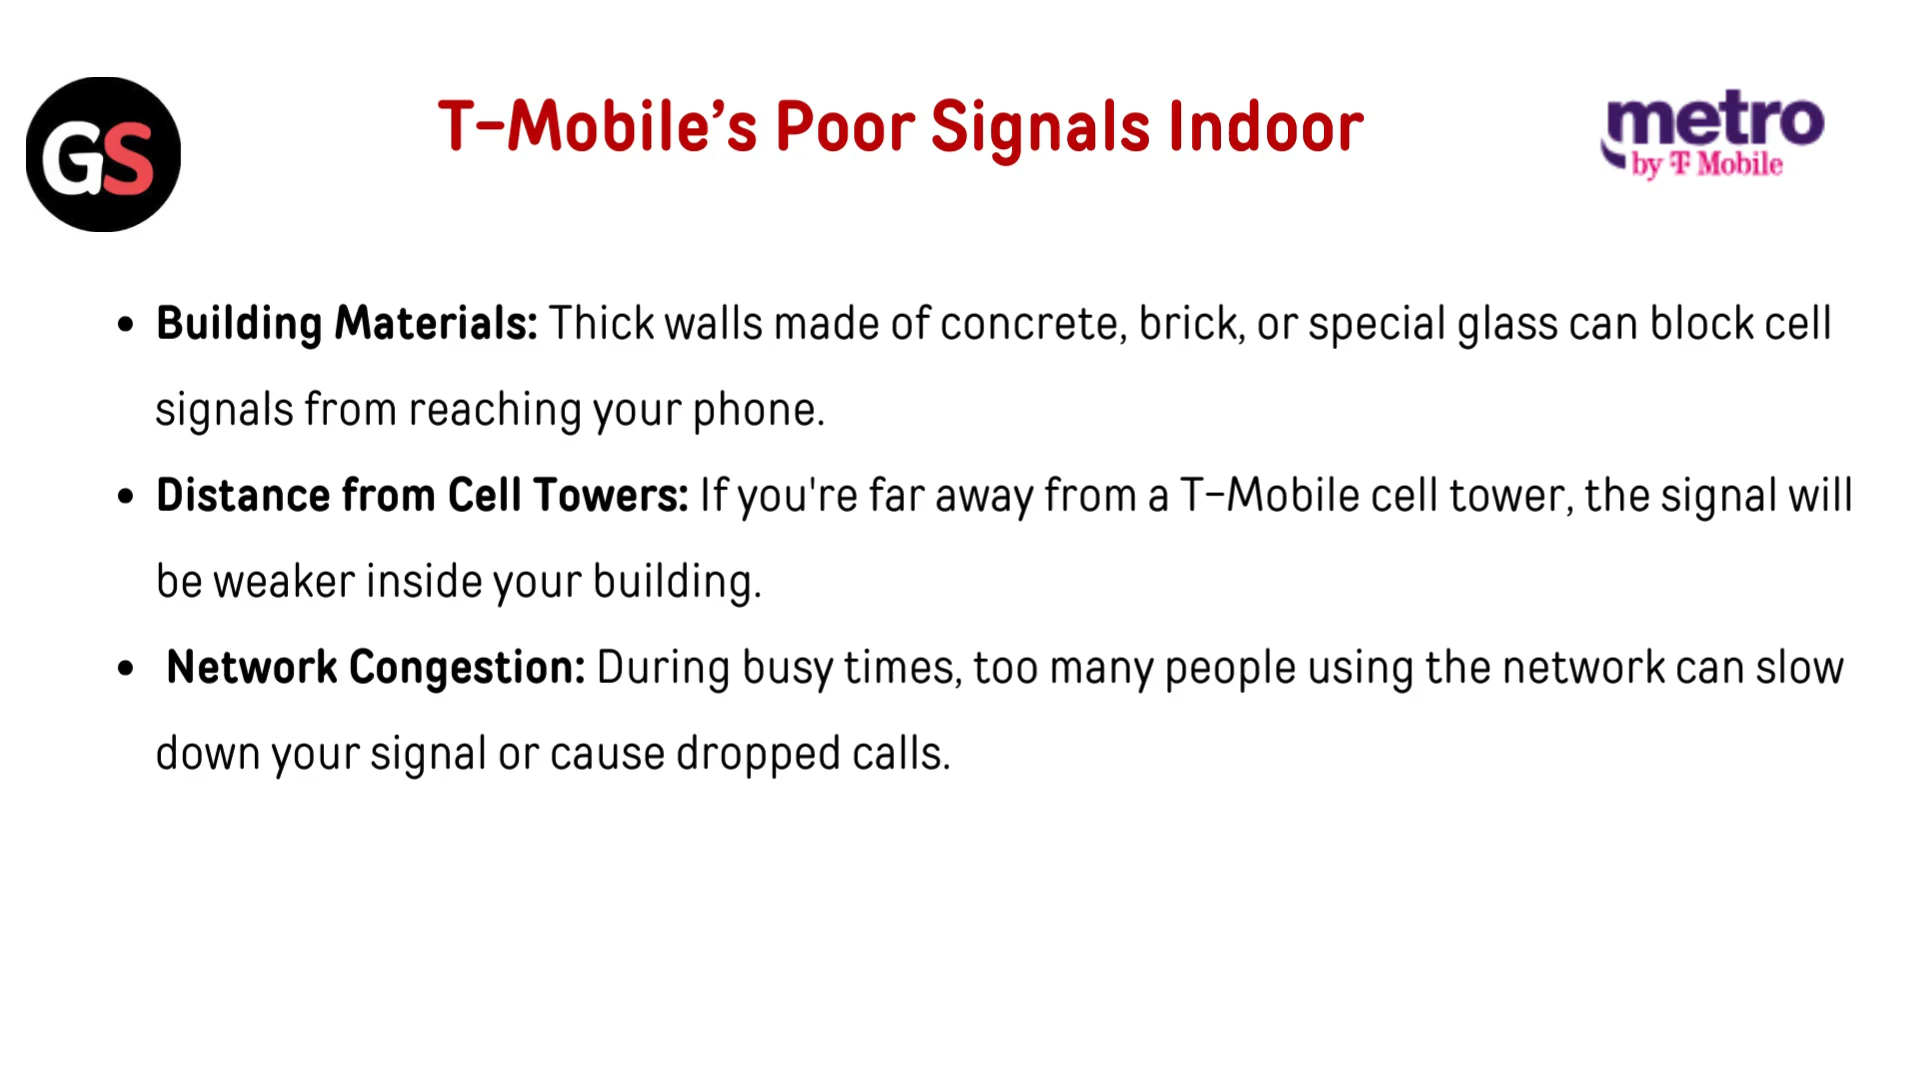 GS
T-Mobile’s Poor Signals Indoor
metro
by T Mobile
• Building Materials: Thick walls made of concrete, brick, or special glass can block cell
signals from reaching your phone.
• Distance from Cell Towers: If you're far away from a T-Mobile cell tower, the signal will
be weaker inside your building.
• Network Congestion: During busy times, too many people using the network can slow
down your signal or cause dropped calls.